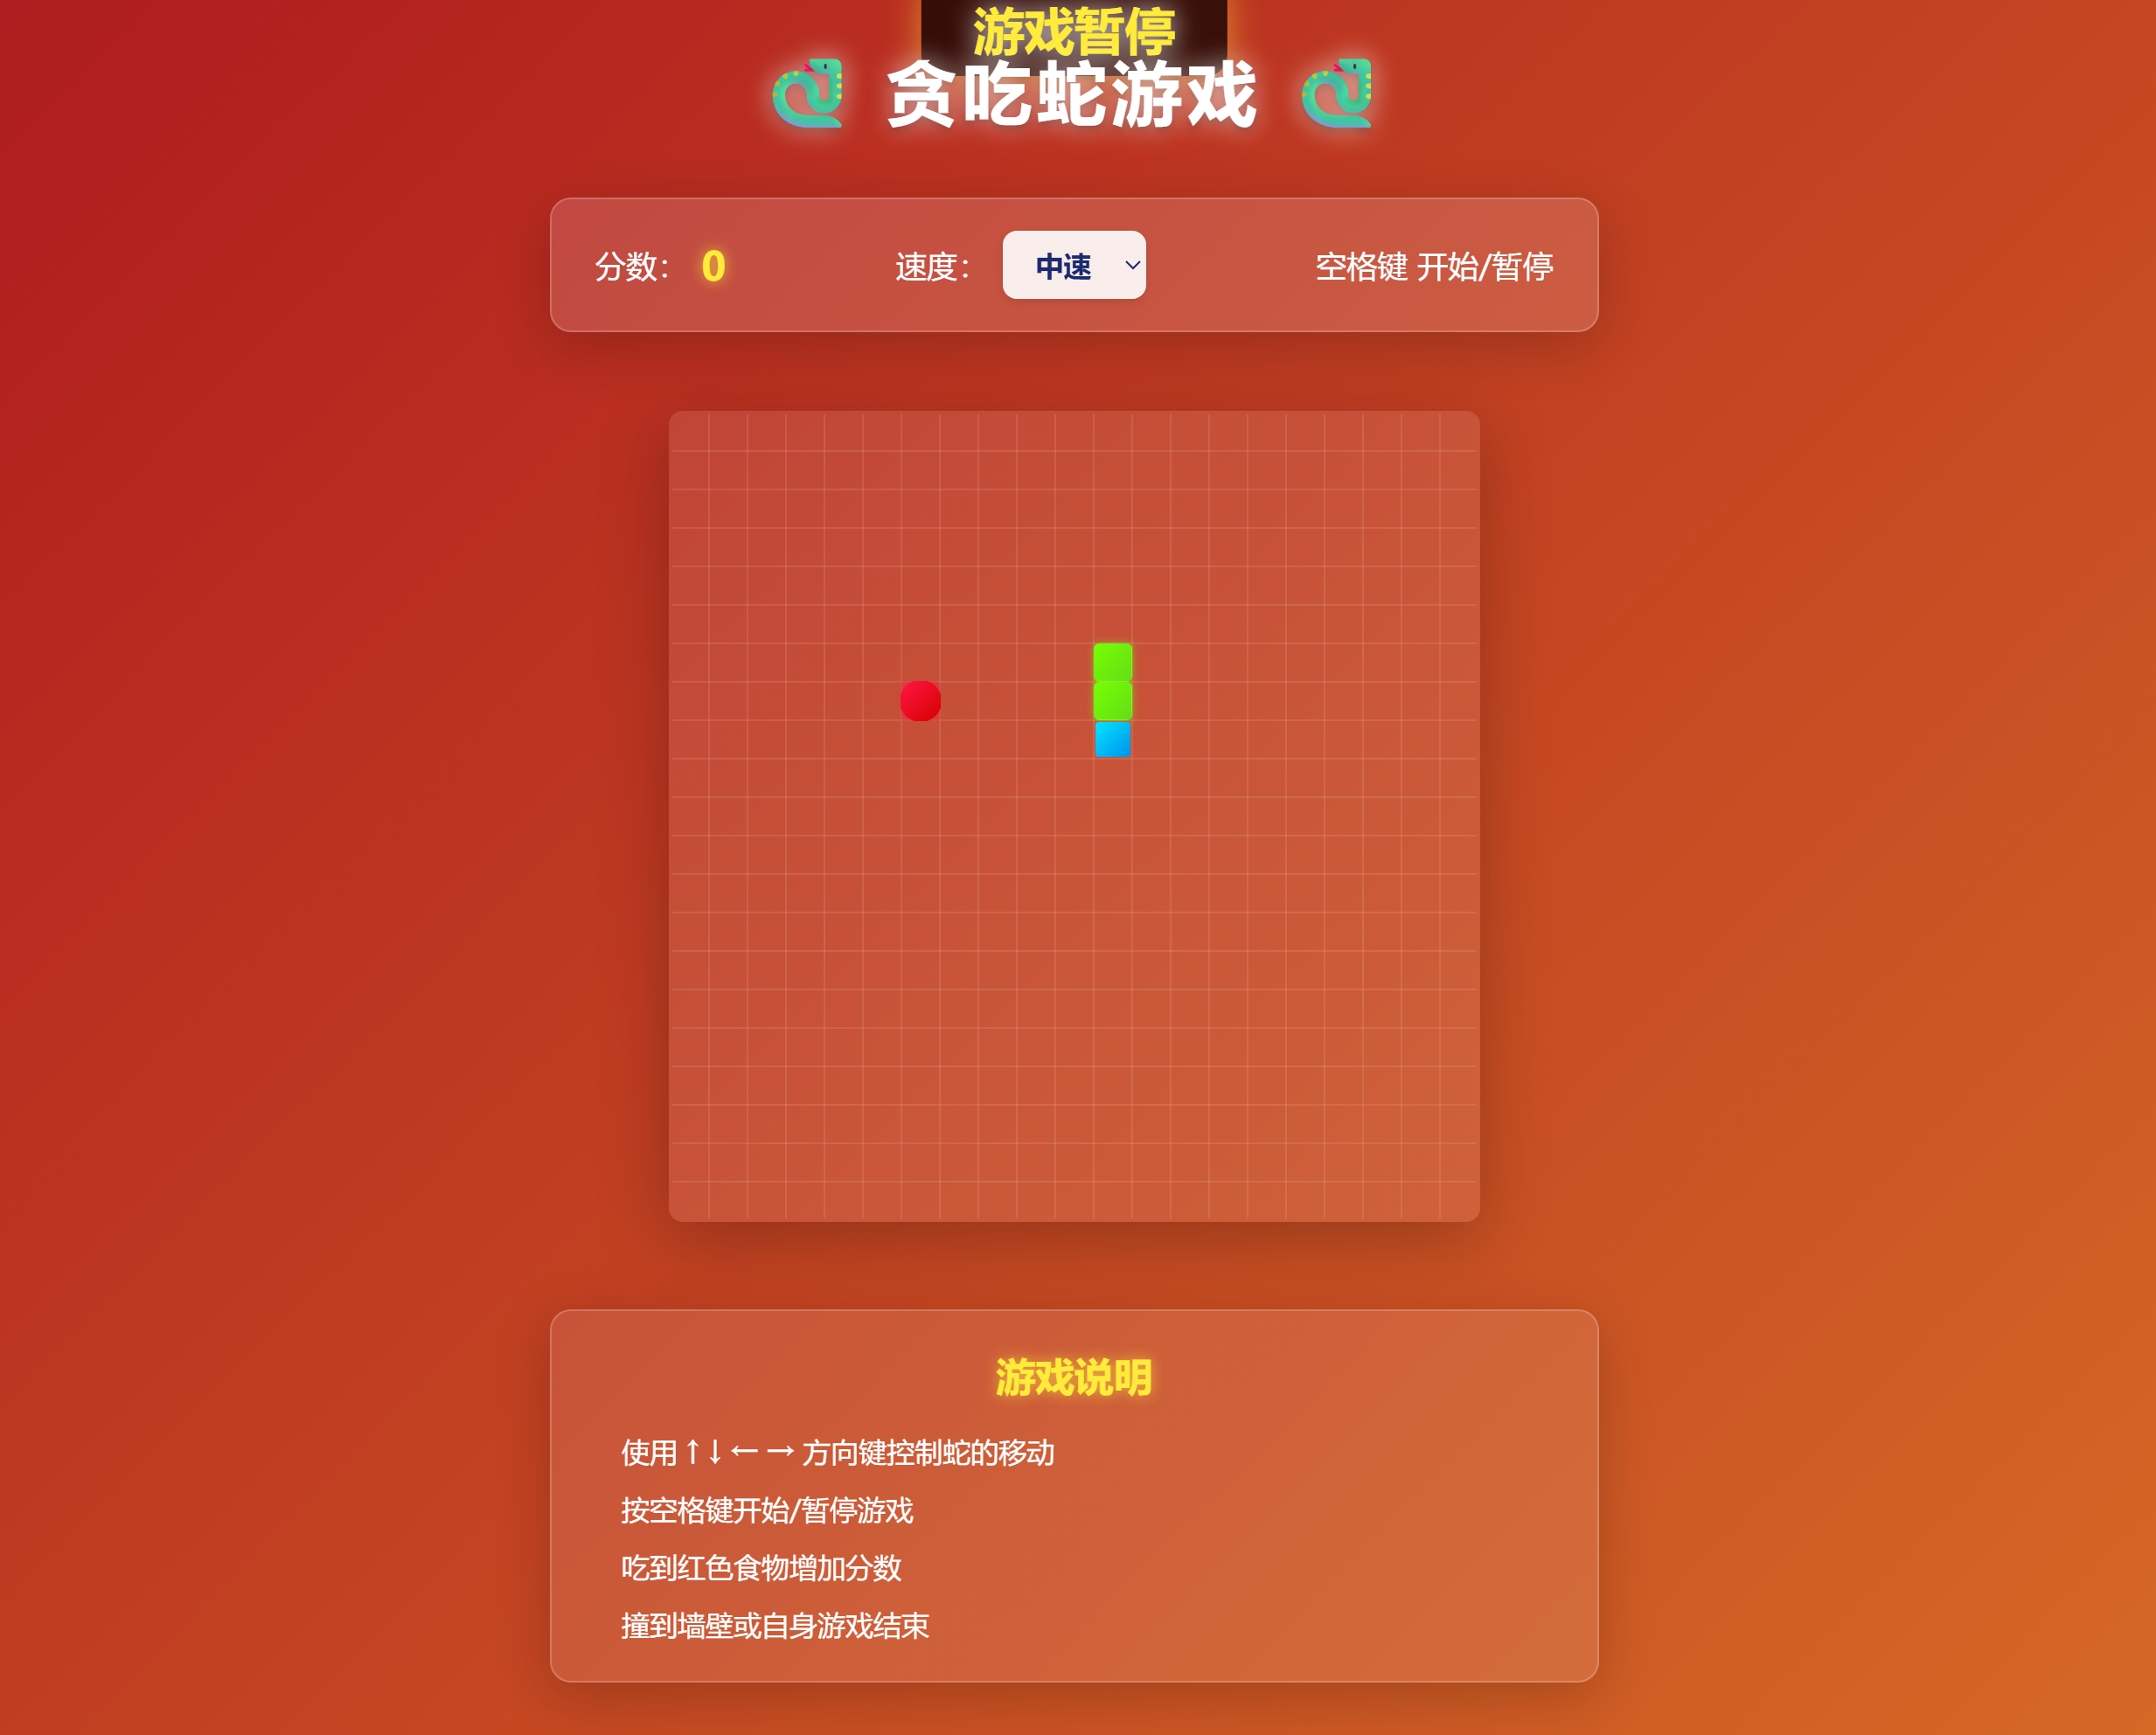 游戏暂停
贪吃蛇游戏
分数： 0 速度： 中速 空格键 开始/暂停
游戏说明
使用↑↓←→方向键控制蛇的移动
按空格键开始/暂停游戏
吃到红色食物增加分数
撞到墙壁或自身游戏结束